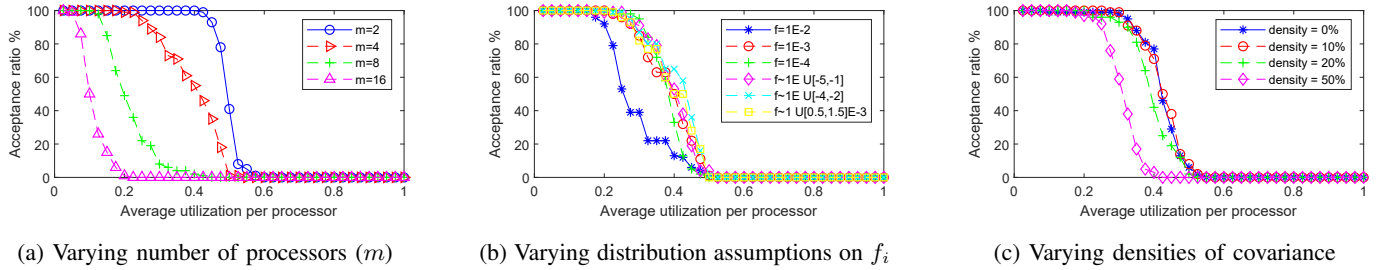 100
80
60
40
20
0
Acceptance ratio %
m=2
m=4
m=8
m=16
0 0.2 0.4 0.6 0.8 1
Average utilization per processor
(a) Varying number of processors (m)
100
80
60
40
20
0
Acceptance ratio %
f=1E-2
f=1E-3
f=1E-4
f~1E U[-5,-1]
f~1E U[-4,-2]
f~1 U[0.5,1.5]E-3
0 0.2 0.4 0.6 0.8 1
Average utilization per processor
(b) Varying distribution assumptions on fᵢ
100
80
60
40
20
0
Acceptance ratio %
density = 0%
density = 10%
density = 20%
density = 50%
0 0.2 0.4 0.6 0.8 1
Average utilization per processor
(c) Varying densities of covariance